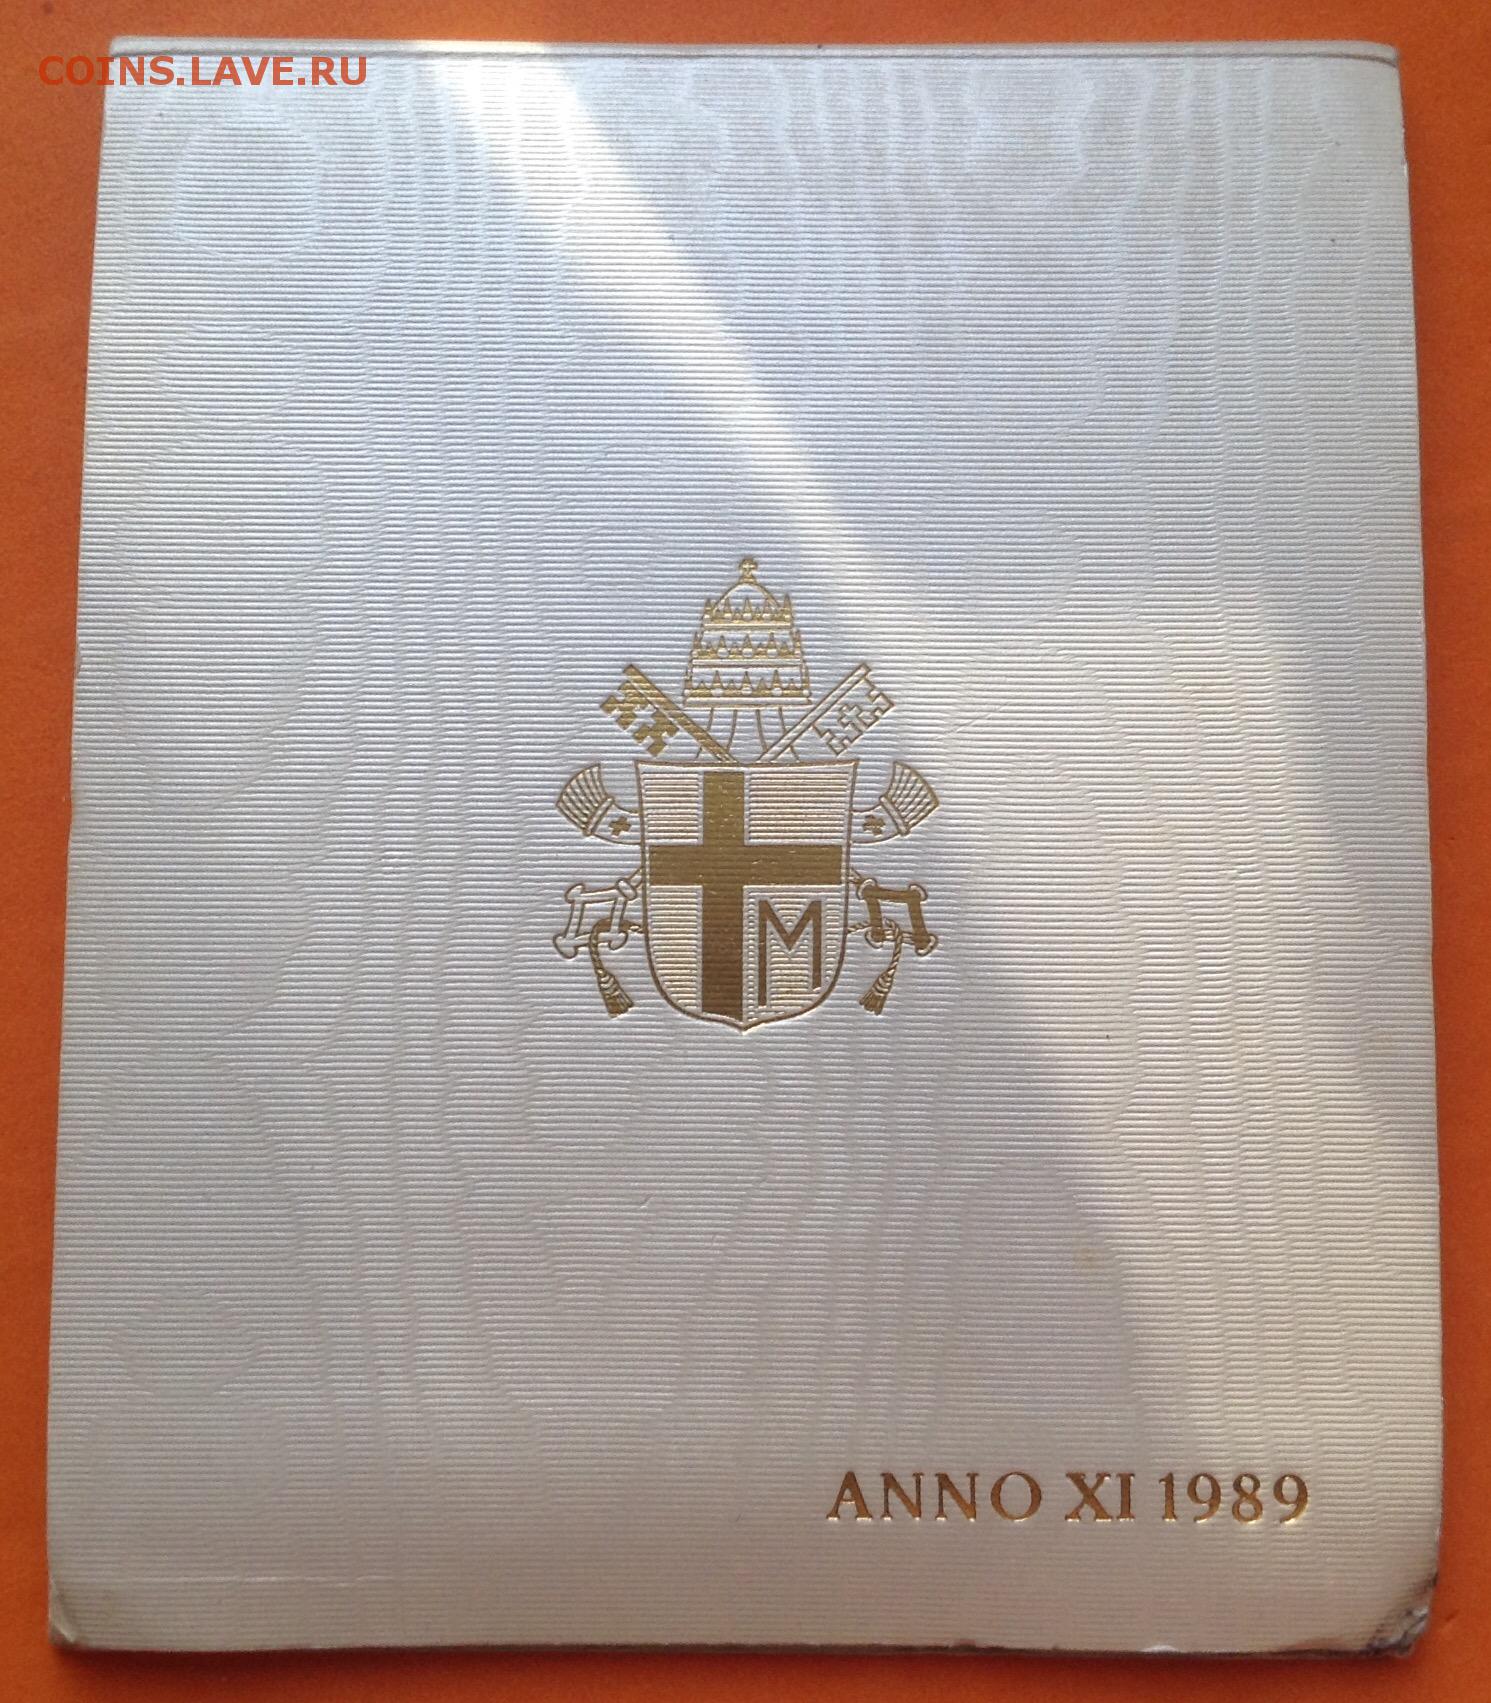 COINS.LAVE.RU
M
ANNO XI 1989